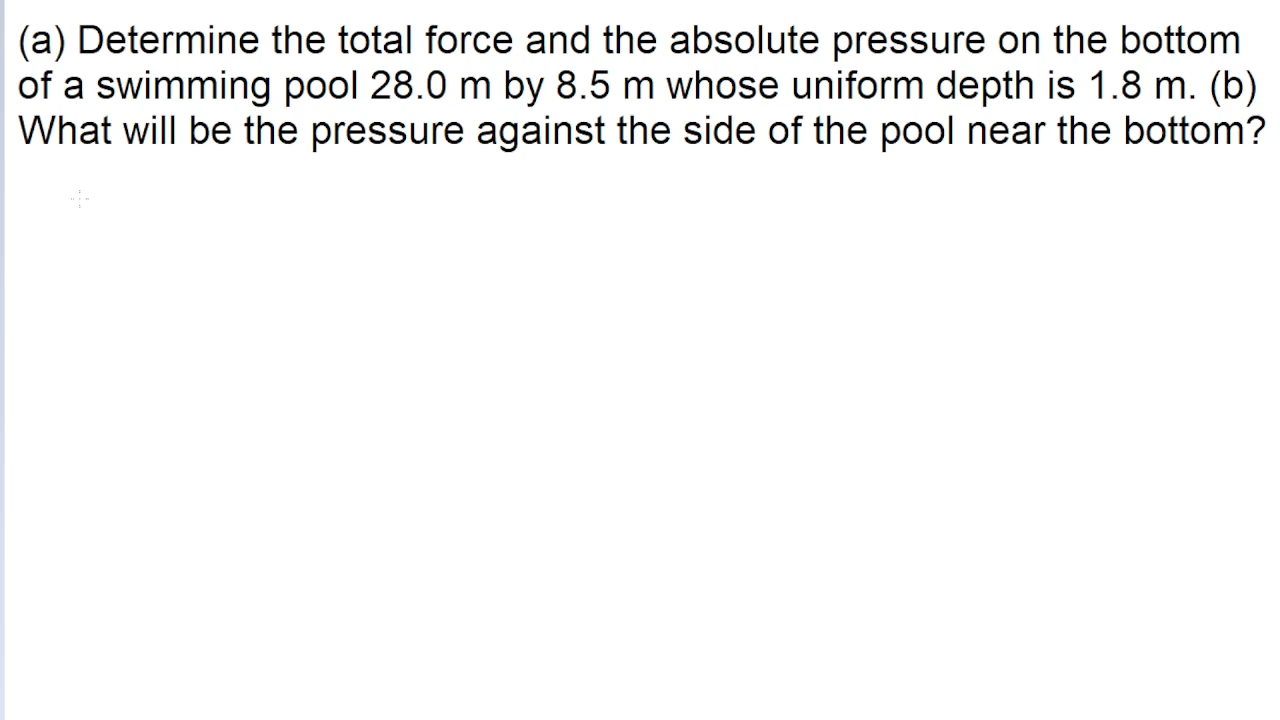 (a) Determine the total force and the absolute pressure on the bottom
of a swimming pool 28.0 m by 8.5 m whose uniform depth is 1.8 m. (b)
What will be the pressure against the side of the pool near the bottom?